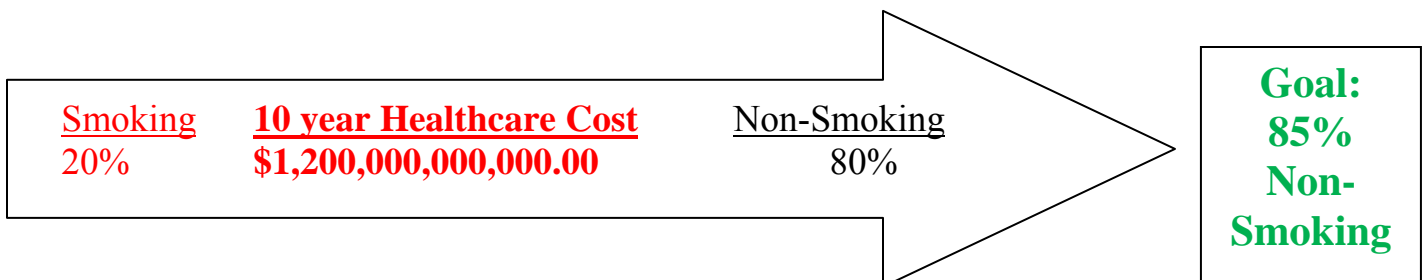 Smoking 10 year Healthcare Cost Non-Smoking
20% $1,200,000,000,000.00 80%
Goal:
85%
Non-
Smoking